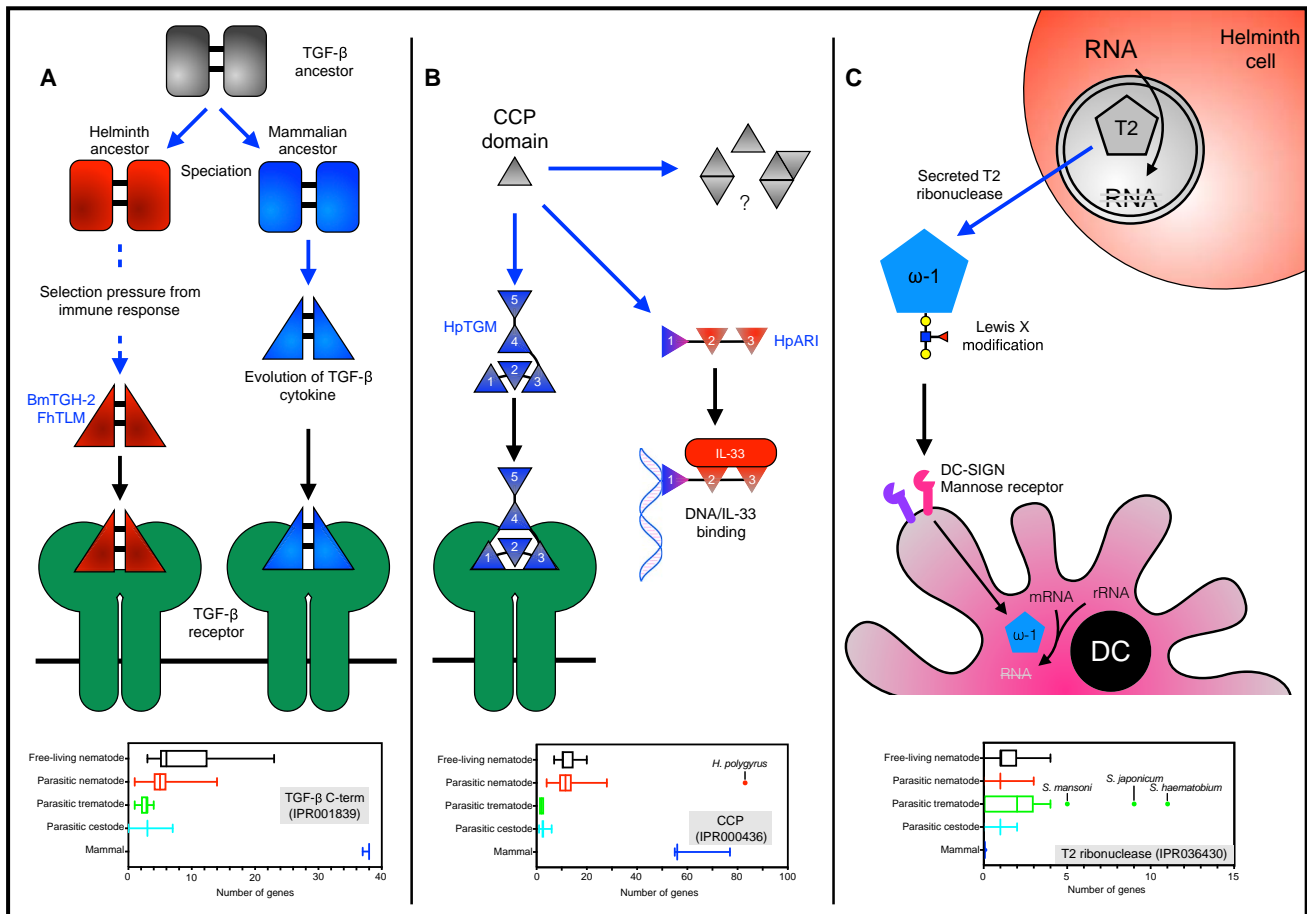 A
TGF-β
ancestor
Helminth
ancestor
Mammalian
ancestor
Speciation
Selection pressure from
immune response
Evolution of TGF-β
cytokine
BmTGH-2
FhTLM
TGF-β
receptor
Free-living nematode
Parasitic nematode
Parasitic trematode
Parasitic cestode
Mammal
TGF-β C-term
(IPR001839)
0
10
20
30
40
Number of genes
B
CCP
domain
?
HpTGM
5
4
1
2
3
1
2
3
HpARI
IL-33
1
2
3
DNA/IL-33
binding
5
4
1
2
3
Free-living nematode
Parasitic nematode
Parasitic trematode
Parasitic cestode
Mammal
H. polygyrus
CCP
(IPR000436)
0
20
40
60
80
100
Number of genes
C
RNA
Helminth
cell
T2
RNA
Secreted T2
ribonuclease
ω-1
Lewis X
modification
DC-SIGN
Mannose receptor
mRNA
rRNA
ω-1
RNA
DC
Free-living nematode
Parasitic nematode
Parasitic trematode
Parasitic cestode
Mammal
S. mansoni
S. japonicum
S. haematobium
T2 ribonuclease (IPR036430)
0
5
10
15
Number of genes